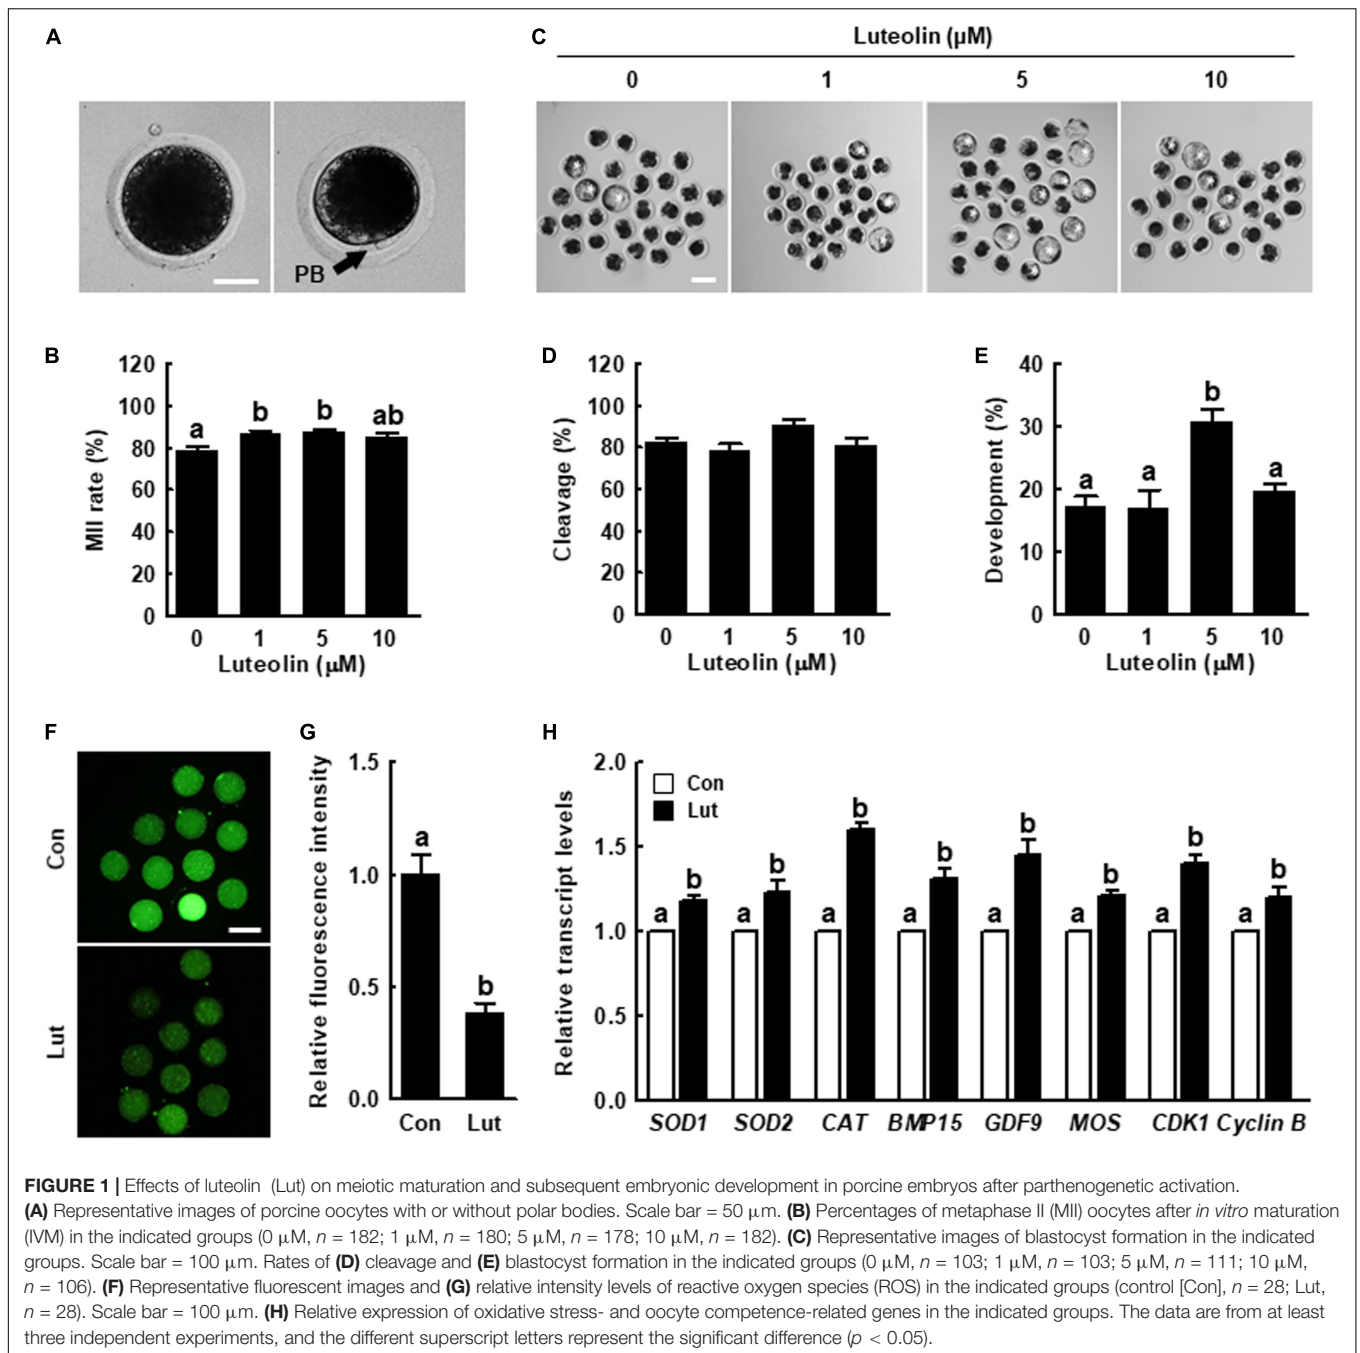 A
PB
C
Luteolin (µM)
0 1 5 10
B
120
100
80
60
40
20
0
MII rate (%)
a b b ab
0 1 5 10
Luteolin (µM)
D
120
100
80
60
40
20
0
Cleavage (%)
0 1 5 10
Luteolin (µM)
E
40
30
20
10
0
Development (%)
a a b a
0 1 5 10
Luteolin (µM)
F
Con
Lut
G
1.5
1.0
0.5
0.0
Relative fluorescence intensity
a
b
Con Lut
H
2.0
1.5
1.0
0.5
0.0
Relative transcript levels
Con
Lut
a b a b a b a b a b a b a b a b
SOD1 SOD2 CAT BMP15 GDF9 MOS CDK1 Cyclin B
FIGURE 1 | Effects of luteolin (Lut) on meiotic maturation and subsequent embryonic development in porcine embryos after parthenogenetic activation.
(A) Representative images of porcine oocytes with or without polar bodies. Scale bar = 50 µm. (B) Percentages of metaphase II (MII) oocytes after in vitro maturation
(IVM) in the indicated groups (0 µM, n = 182; 1 µM, n = 180; 5 µM, n = 178; 10 µM, n = 182). (C) Representative images of blastocyst formation in the indicated
groups. Scale bar = 100 µm. Rates of (D) cleavage and (E) blastocyst formation in the indicated groups (0 µM, n = 103; 1 µM, n = 103; 5 µM, n = 111; 10 µM,
n = 106). (F) Representative fluorescent images and (G) relative intensity levels of reactive oxygen species (ROS) in the indicated groups (control [Con], n = 28; Lut,
n = 28). Scale bar = 100 µm. (H) Relative expression of oxidative stress- and oocyte competence-related genes in the indicated groups. The data are from at least
three independent experiments, and the different superscript letters represent the significant difference (p < 0.05).